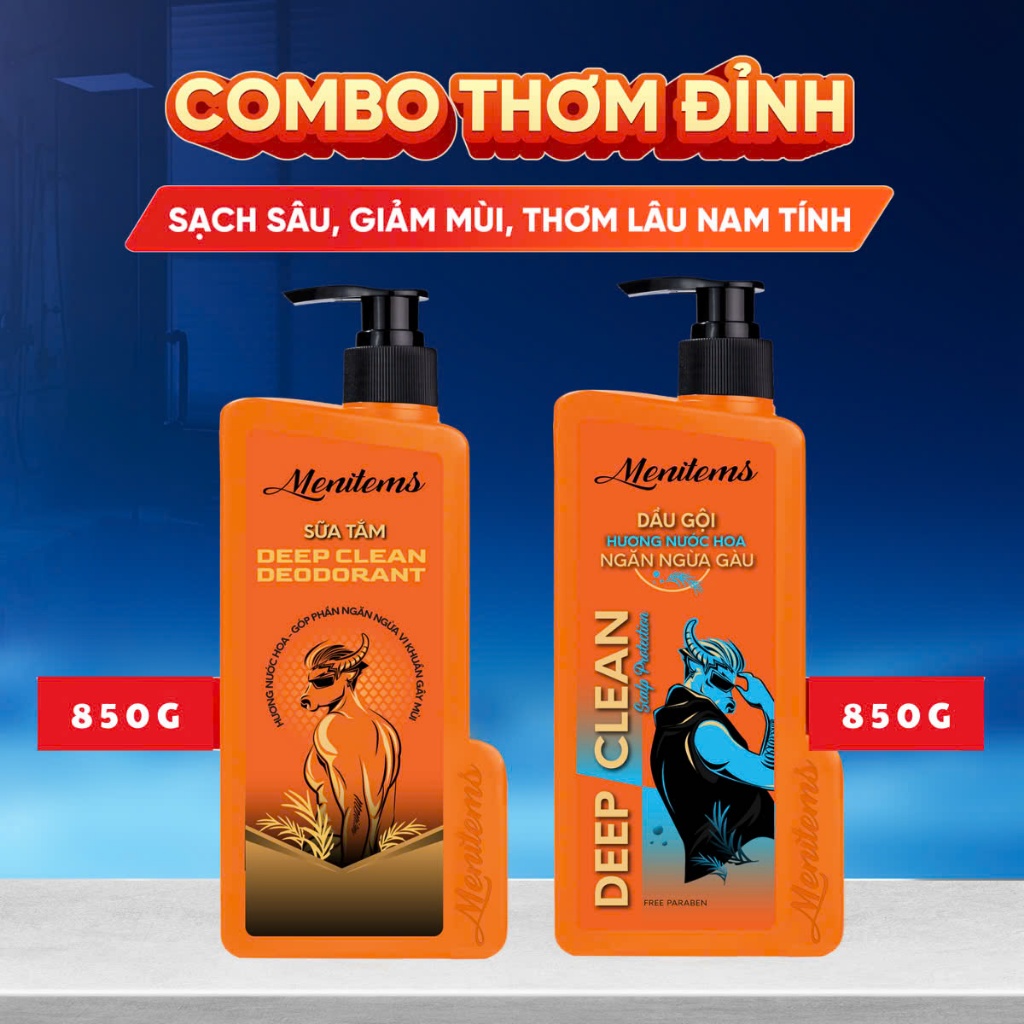 COMBO THƠM ĐỈNH
SẠCH SÂU, GIẢM MÙI, THƠM LÂU NAM TÍNH
Menitems
SỮA TẮM
DEEP CLEAN
DEODORANT
HƯƠNG NƯỚC HOA - GÓP PHẦN NGĂN NGỪA VI KHUẨN GÂY MÙI
850G
Menitems
Menitems
DẦU GỘI
HƯƠNG NƯỚC HOA
NGĂN NGỪA GÀU
DEEP CLEAN
Scalp Protection
FREE PARABEN
850G
Menitems